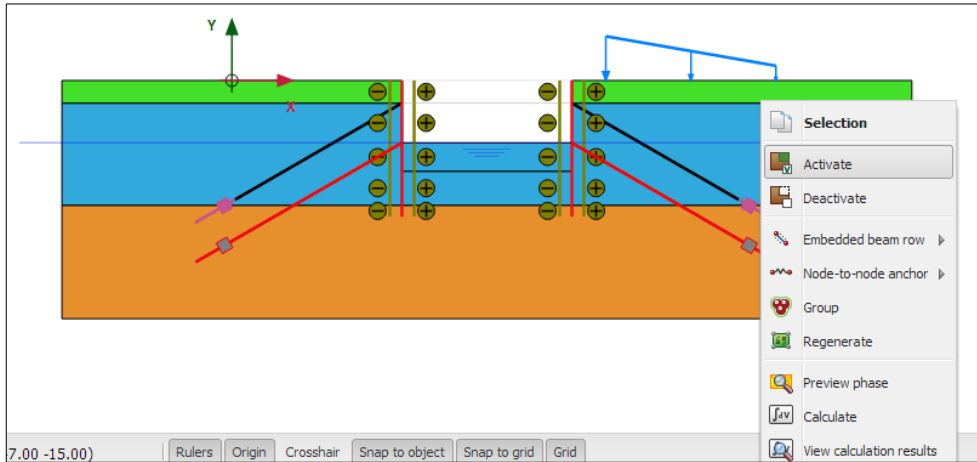 Y
X
Selection
Activate
Deactivate
Embedded beam row
Node-to-node anchor
Group
Regenerate
Preview phase
Calculate
View calculation results
7.00 -15.00)
Rulers
Origin
Crosshair
Snap to object
Snap to grid
Grid